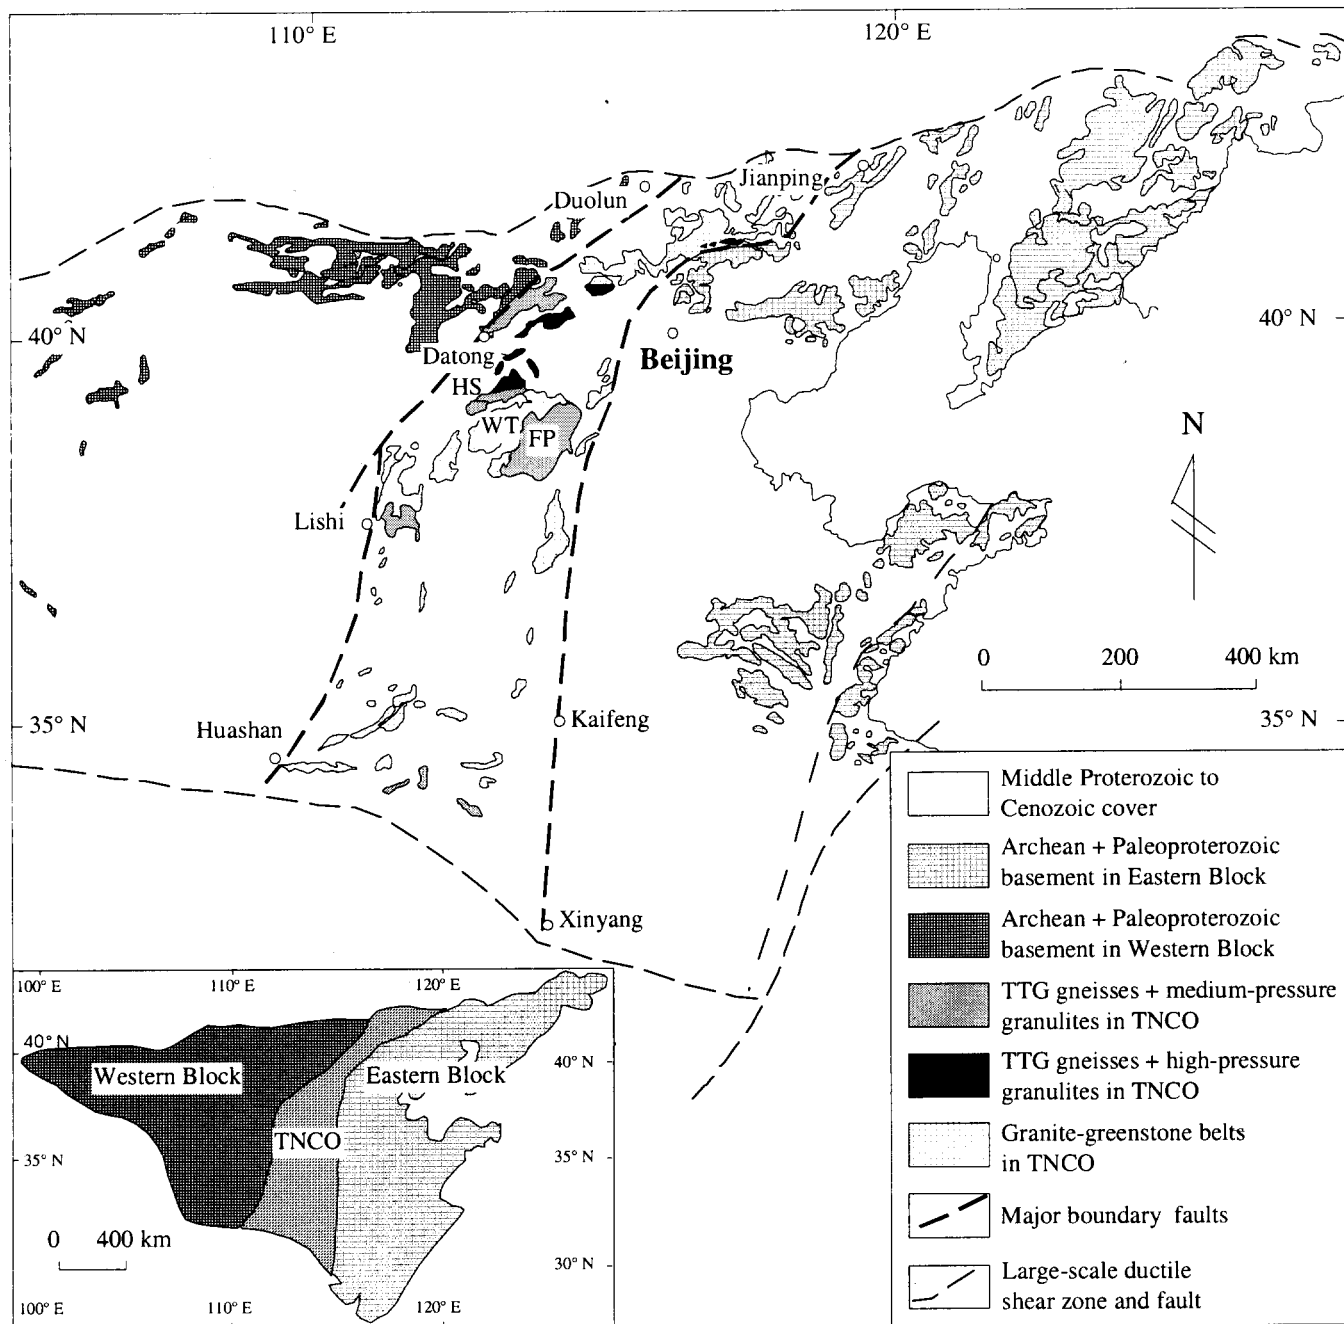 110° E
120° E
Duolun
Jianping
40° N
40° N
Datong
Beijing
HS
WT
FP
N
Lishi
0 200 400 km
Huashan
35° N
Kaifeng
35° N
Xinyang
Middle Proterozoic to
Cenozoic cover
Archean + Paleoproterozoic
basement in Eastern Block
Archean + Paleoproterozoic
basement in Western Block
TTG gneisses + medium-pressure
granulites in TNCO
TTG gneisses + high-pressure
granulites in TNCO
Granite-greenstone belts
in TNCO
Major boundary faults
Large-scale ductile
shear zone and fault
100° E
110° E
120° E
40° N
40° N
Western Block
Eastern Block
TNCO
35° N
35° N
0 400 km
30° N
100° E
110° E
120° E